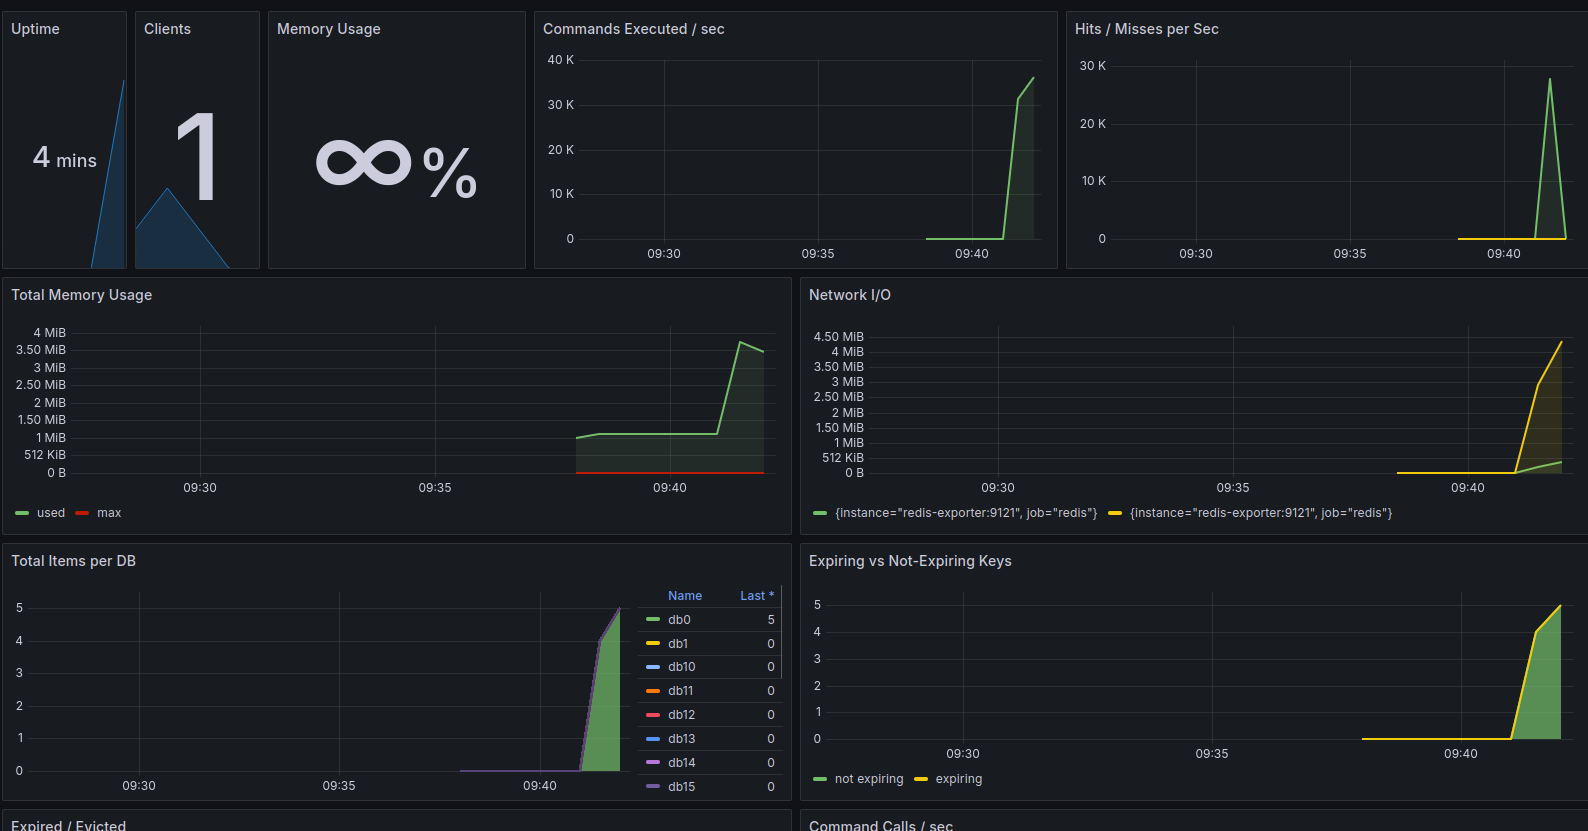 Uptime
4 mins
Clients
1
Memory Usage
∞%
Commands Executed / sec
40 K
30 K
20 K
10 K
0
09:30 09:35 09:40
Hits / Misses per Sec
30 K
20 K
10 K
0
09:30 09:35 09:40
Total Memory Usage
4 MiB
3.50 MiB
3 MiB
2.50 MiB
2 MiB
1.50 MiB
1 MiB
512 KiB
0 B
09:30 09:35 09:40
used max
Network I/O
4.50 MiB
4 MiB
3.50 MiB
3 MiB
2.50 MiB
2 MiB
1.50 MiB
1 MiB
512 KiB
0 B
09:30 09:35 09:40
{instance="redis-exporter:9121", job="redis"} {instance="redis-exporter:9121", job="redis"}
Total Items per DB
5
4
3
2
1
0
09:30 09:35 09:40
Name Last *
db0 5
db1 0
db10 0
db11 0
db12 0
db13 0
db14 0
db15 0
Expiring vs Not-Expiring Keys
5
4
3
2
1
0
09:30 09:35 09:40
not expiring expiring
Expired / Evicted
Command Calls / sec